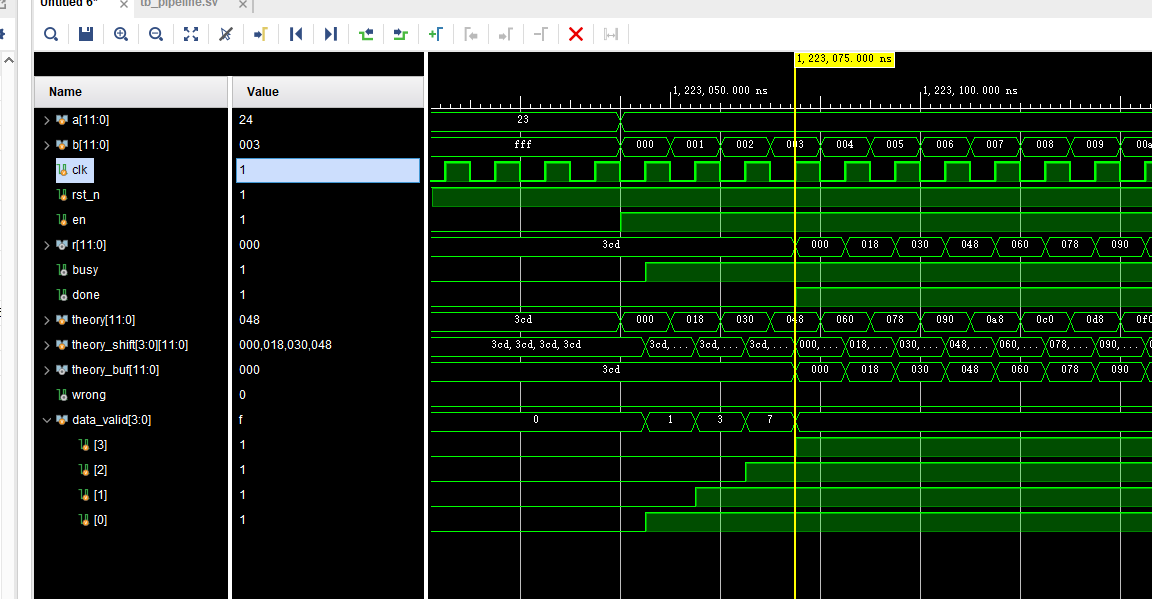 Untitled 6* × tb_pipeline.sv ×
1,223,075.000 ns
Name Value
1,223,050.000 ns 1,223,100.000 ns
a[11:0] 24 23
b[11:0] 003 fff 000 001 002 003 004 005 006 007 008 009 00a
clk 1
rst_n 1
en 1
r[11:0] 000 3cd 000 018 030 048 060 078 090
busy 1
done 1
theory[11:0] 048 3cd 000 018 030 048 060 078 090 0a8 0c0 0d8 0f0
theory_shift[3:0][11:0] 000,018,030,048 3cd, 3cd, 3cd, 3cd 3cd,... 3cd,... 3cd,... 000,... 018,... 030,... 048,... 060,... 078,... 090,...
theory_buf[11:0] 000 3cd 000 018 030 048 060 078 090
wrong 0
data_valid[3:0] f 0 1 3 7
[3] 1
[2] 1
[1] 1
[0] 1